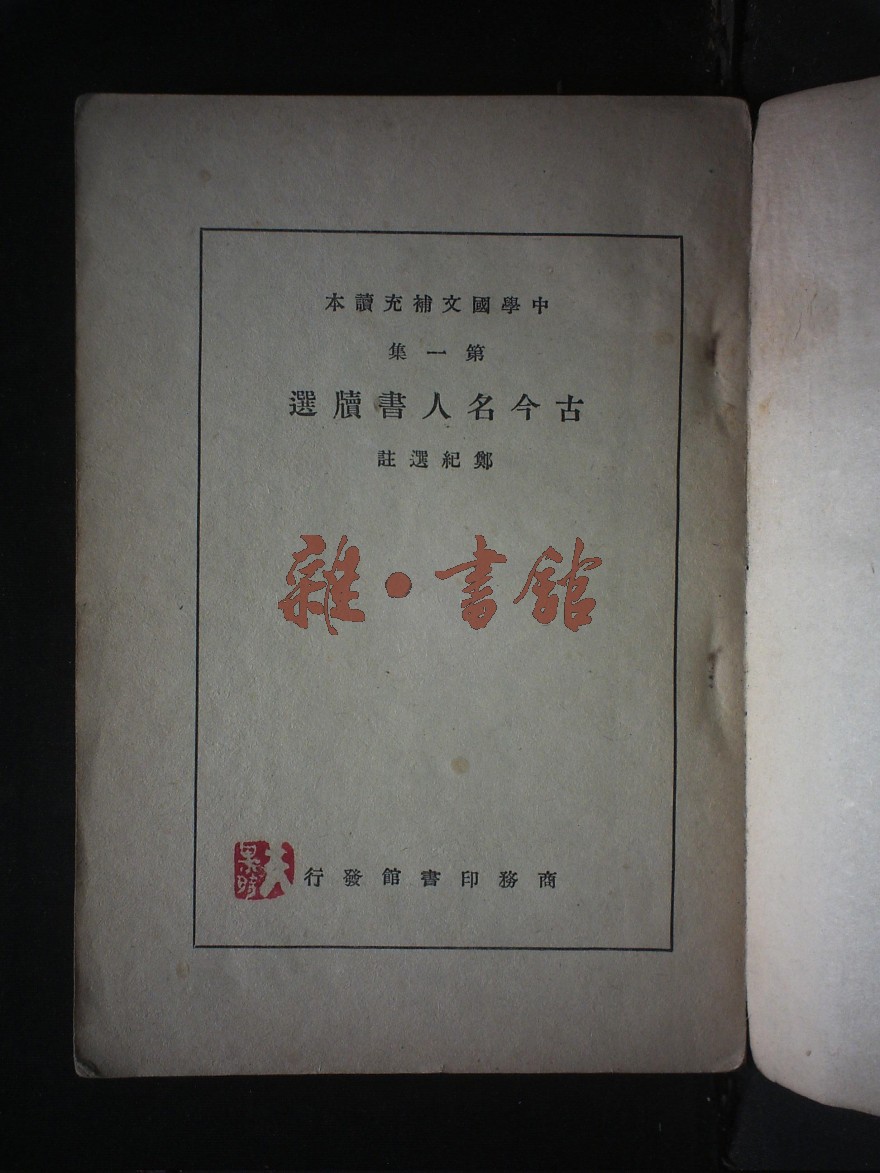 中學國文補充讀本
第一集
古今名人書牘選
鄭紀選註
雜·書館
商務印書館發行